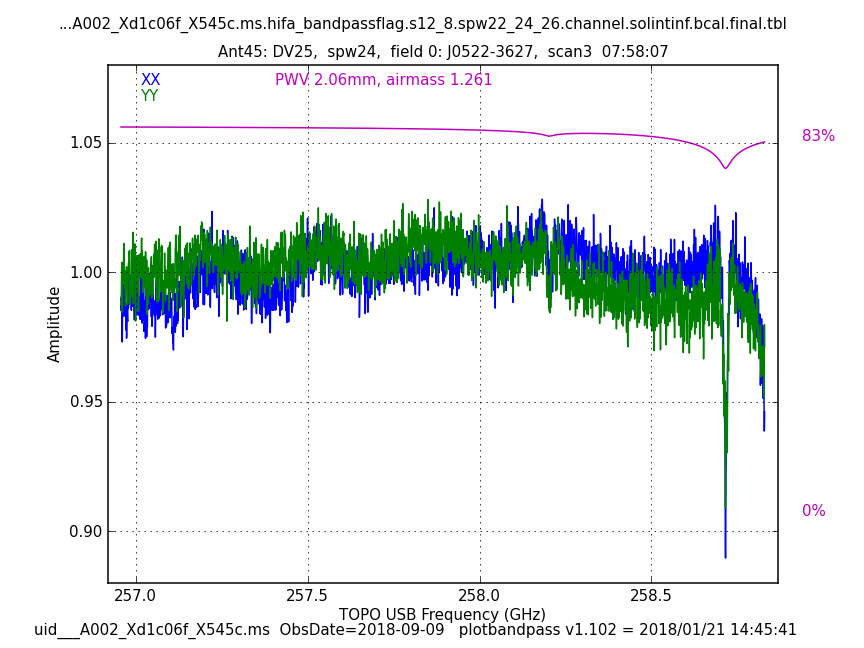 ...A002_Xd1c06f_X545c.ms.hifa_bandpassflag.s12_8.spw22_24_26.channel.solintinf.bcal.final.tbl
Ant45: DV25,  spw24,  field 0: J0522-3627,  scan3  07:58:07
XX
PWV 2.06mm, airmass 1.261
YY
83%
1.05
1.00
Amplitude
0.95
0%
0.90
257.0
257.5
258.0
258.5
TOPO USB Frequency (GHz)
uid___A002_Xd1c06f_X545c.ms  ObsDate=2018-09-09   plotbandpass v1.102 = 2018/01/21 14:45:41